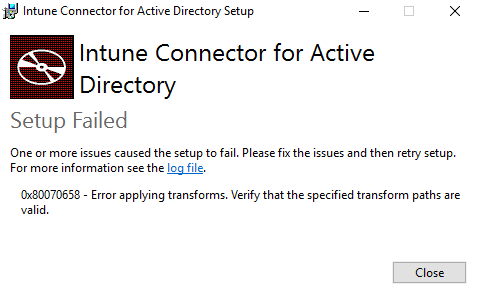 Intune Connector for Active Directory Setup
Intune Connector for Active
Directory
Setup Failed
One or more issues caused the setup to fail. Please fix the issues and then retry setup.
For more information see the log file.
0x80070658 - Error applying transforms. Verify that the specified transform paths are
valid.
Close